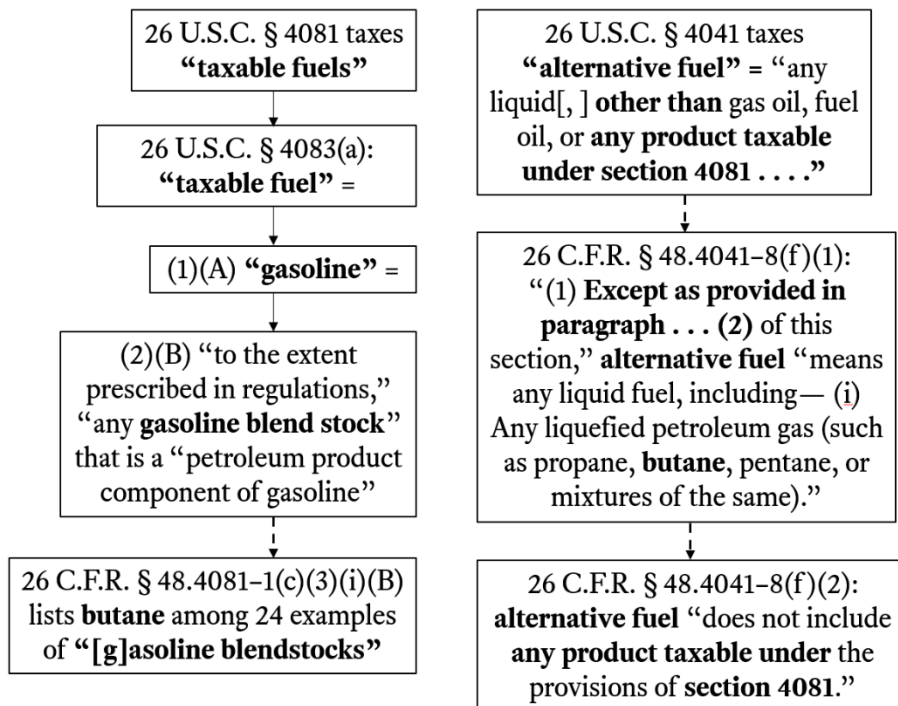 26 U.S.C. § 4081 taxes
“taxable fuels”
26 U.S.C. § 4083(a):
“taxable fuel” =
(1)(A) “gasoline” =
(2)(B) “to the extent
prescribed in regulations,”
“any gasoline blend stock”
that is a “petroleum product
component of gasoline”
26 C.F.R. § 48.4081–1(c)(3)(i)(B)
lists butane among 24 examples
of “[g]asoline blendstocks”
26 U.S.C. § 4041 taxes
“alternative fuel” = “any
liquid[, ] other than gas oil, fuel
oil, or any product taxable
under section 4081 . . . .”
26 C.F.R. § 48.4041–8(f)(1):
“(1) Except as provided in
paragraph . . . (2) of this
section,” alternative fuel “means
any liquid fuel, including— (i)
Any liquefied petroleum gas (such
as propane, butane, pentane, or
mixtures of the same).”
26 C.F.R. § 48.4041–8(f)(2):
alternative fuel “does not include
any product taxable under the
provisions of section 4081.”